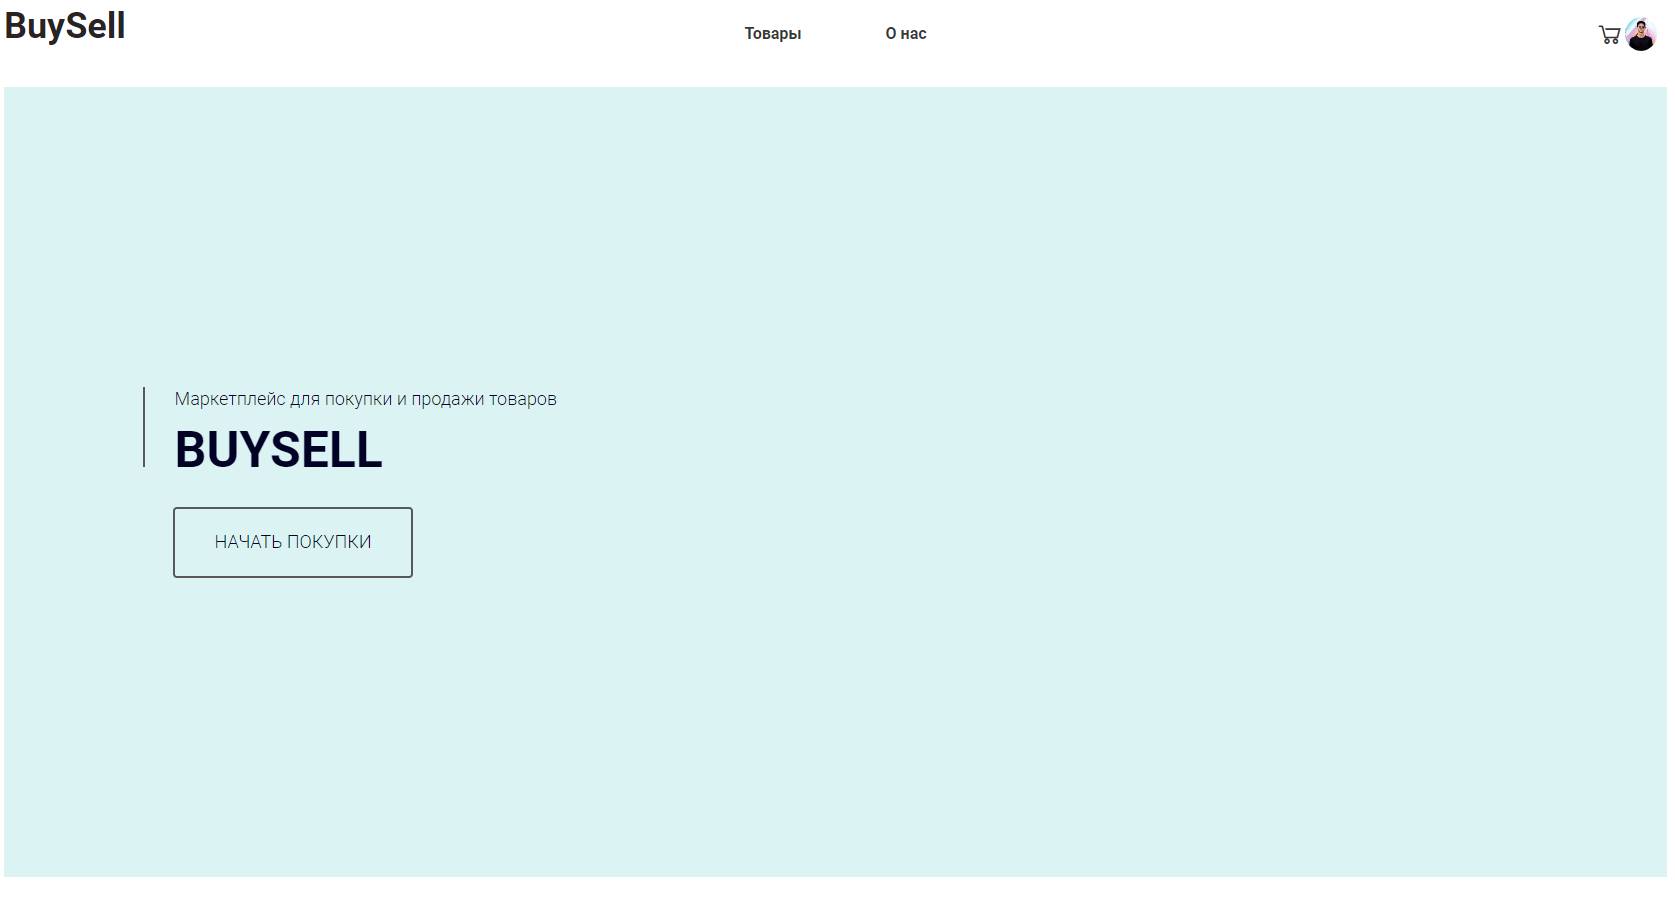 BuySell
Товары
О нас
Маркетплейс для покупки и продажи товаров
BUYSELL
НАЧАТЬ ПОКУПКИ